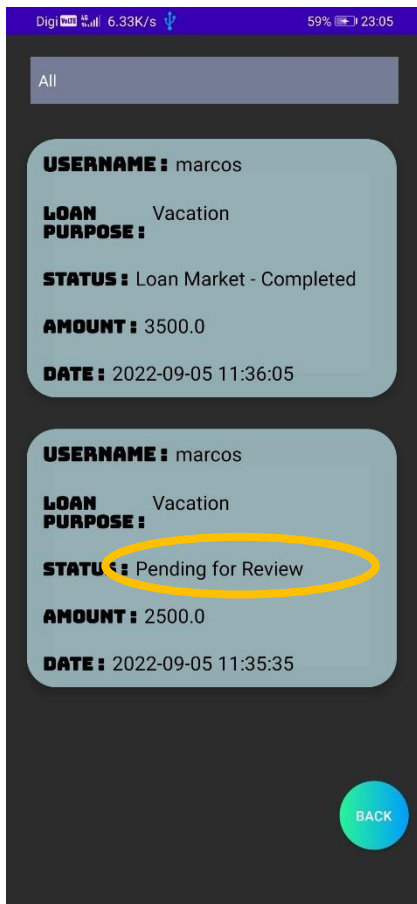 Digi VoLTE 4G 6.33K/s 59% 23:05
All
USERNAME: marcos
LOAN PURPOSE: Vacation
STATUS: Loan Market - Completed
AMOUNT: 3500.0
DATE: 2022-09-05 11:36:05
USERNAME: marcos
LOAN PURPOSE: Vacation
STATUS: Pending for Review
AMOUNT: 2500.0
DATE: 2022-09-05 11:35:35
BACK